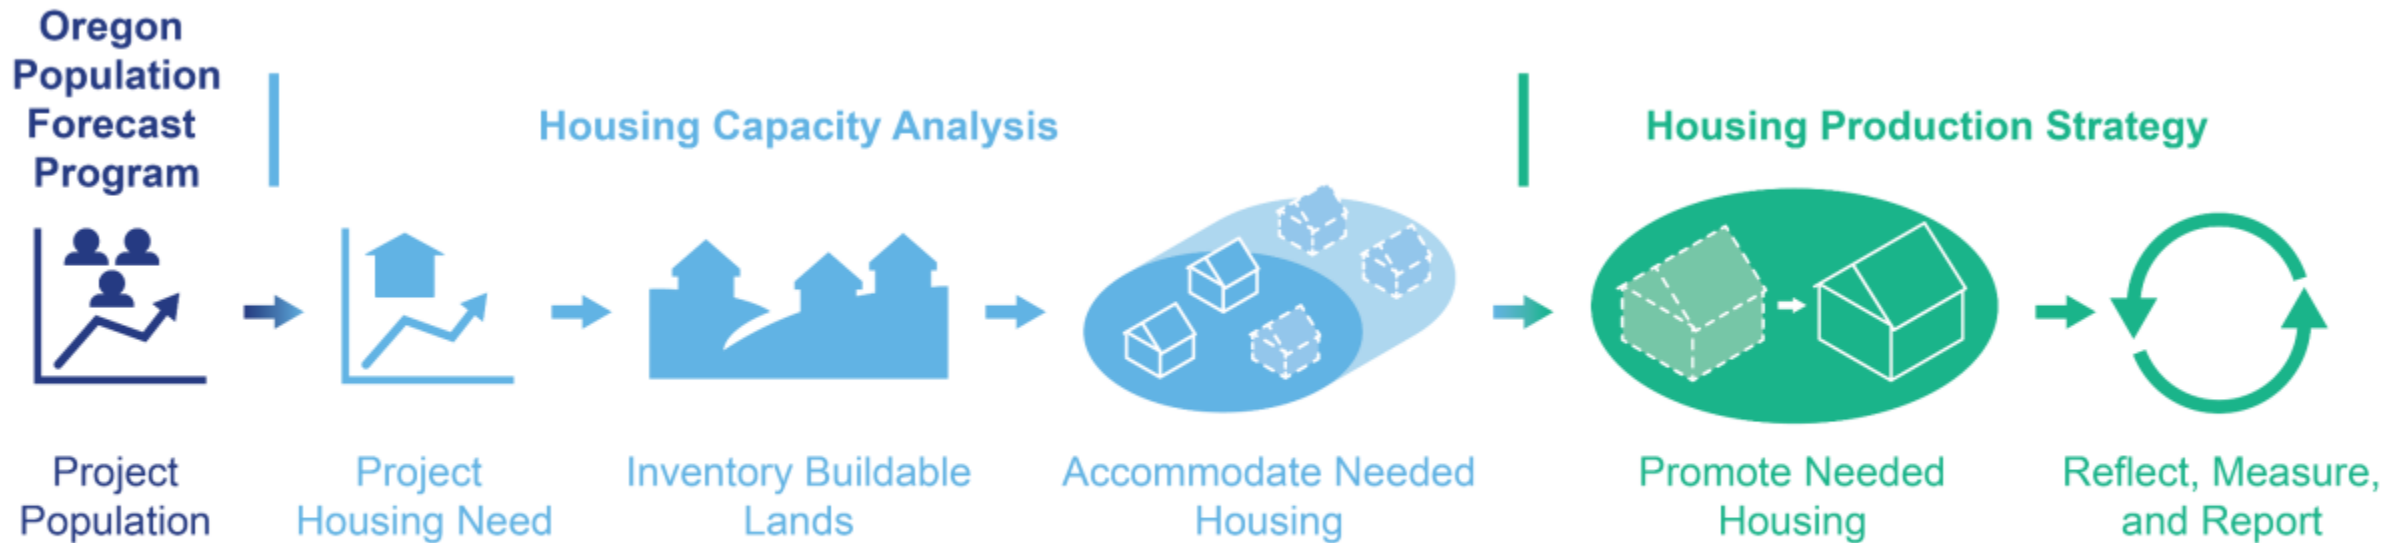 Oregon
Population
Forecast
Program
Housing Capacity Analysis
Housing Production Strategy
Project
Population
Project
Housing Need
Inventory Buildable
Lands
Accommodate Needed
Housing
Promote Needed
Housing
Reflect, Measure,
and Report